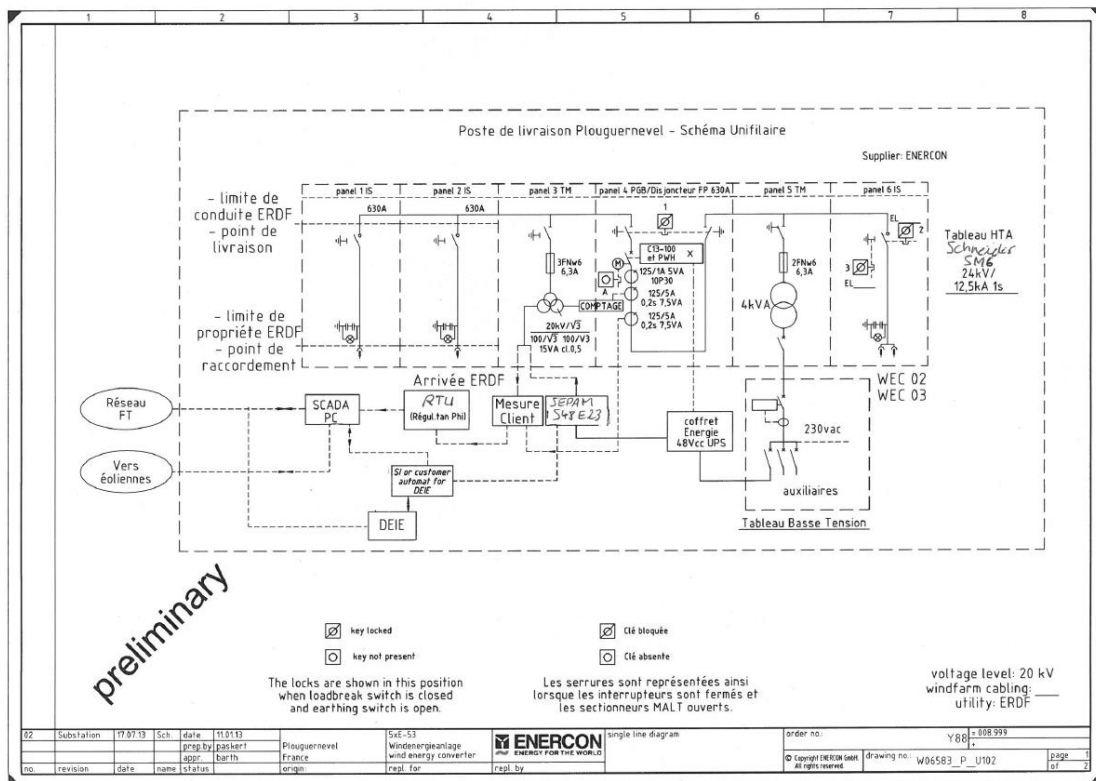 1 2 3 4 5 6 7 8
Poste de livraison Plouguernevel - Schéma Unifilaire
Supplier: ENERCON
panel 1 IS
panel 2 IS
panel 3 TM
panel 4 PGB/Disjoncteur FP 630A
panel 5 TM
panel 6 IS
- limite de
conduite ERDF
- point de
livraison
- limite de
propriéte ERDF
- point de
raccordement
630A
630A
3FNw6
6,3A
20kV/√3
100/√3 100/√3
15VA cl.0,5
COMPTAGE
1
C13-100
et PWH
X
M
A
125/1A 5VA
10P30
125/5A
0,2s 7,5VA
125/5A
0,2s 7,5VA
2FNw6
6,3A
4kVA
EL
2
3
EL
Tableau HTA
Schneider
SM6
24kV/
12,5kA 1s
Arrivée ERDF
WEC 02
WEC 03
Réseau
FT
Vers
éoliennes
SCADA
PC
RTU
(Régul.tan Phi)
Mesure
Client
SEPAM
S48E23
coffret
Energie
48Vcc UPS
SI or customer
automat for
DEIE
DEIE
230vac
auxiliaires
Tableau Basse Tension
preliminary
key locked
key not present
The locks are shown in this position
when loadbreak switch is closed
and earthing switch is open.
Clé bloquée
Clé absente
Les serrures sont représentées ainsi
lorsque les interrupteurs sont fermés et
les sectionneurs MALT ouverts.
voltage level: 20 kV
windfarm cabling:
utility: ERDF
02 Substation 17.07.13 Sch.
no. revision date name
date 11.01.13
prep.by paskert
appr. barth
status
Plouguernevel
France
origin
5xE-53
Windenergieanlage
wind energy converter
repl. for
repl. by
ENERCON
ENERGY FOR THE WORLD
single line diagram
order no.:
Y88
= 008.999
+
© Copyright ENERCON GmbH.
All rights reserved.
drawing no.: W06583_P_U102
page 1
of 2